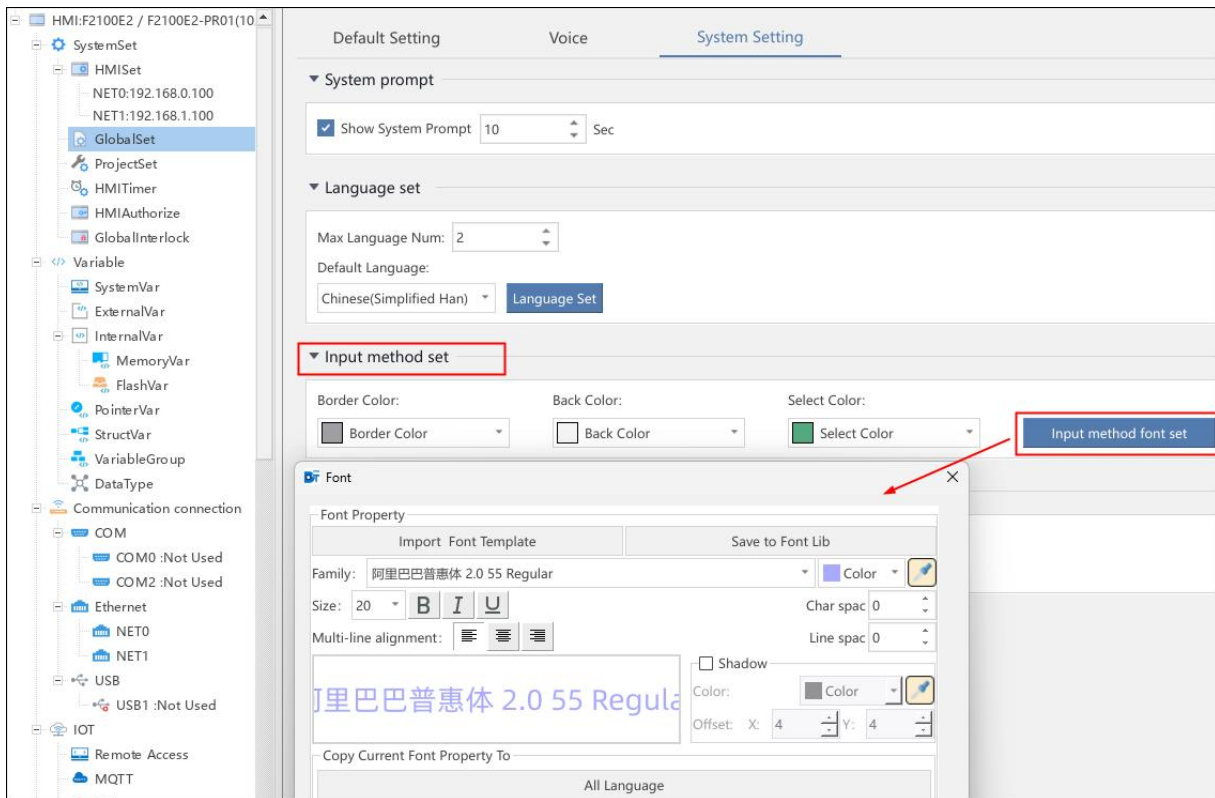 HMI:F2100E2 / F2100E2-PR01(10
SystemSet
HMISet
NET0:192.168.0.100
NET1:192.168.1.100
GlobalSet
ProjectSet
HMITimer
HMIAuthorize
GlobalInterlock
Variable
SystemVar
ExternalVar
InternalVar
MemoryVar
FlashVar
PointerVar
StructVar
VariableGroup
DataType
Communication connection
COM
COM0 :Not Used
COM2 :Not Used
Ethernet
NET0
NET1
USB
USB1 :Not Used
IOT
Remote Access
MQTT
Default Setting Voice System Setting
System prompt
Show System Prompt 10 Sec
Language set
Max Language Num: 2
Default Language:
Chinese(Simplified Han) Language Set
Input method set
Border Color: Back Color: Select Color:
Border Color Back Color Select Color Input method font set
Font
Font Property
Import Font Template Save to Font Lib
Family: 阿里巴巴普惠体 2.0 55 Regular Color
Size: 20 B I U Char spac 0
Multi-line alignment: Line spac 0
阿里巴巴普惠体 2.0 55 Regula
Shadow
Color: Color
Offset: X: 4 Y: 4
Copy Current Font Property To
All Language